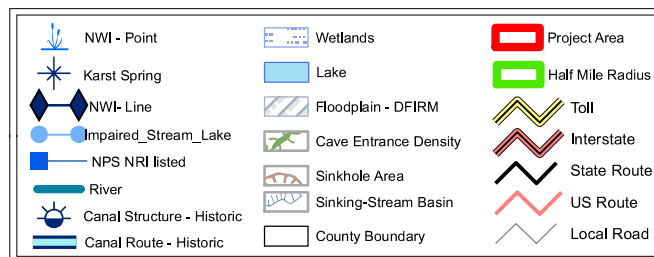 NWI - Point
Karst Spring
NWI- Line
Impaired_Stream_Lake
NPS NRI listed
River
Canal Structure - Historic
Canal Route - Historic
Wetlands
Lake
Floodplain - DFIRM
Cave Entrance Density
Sinkhole Area
Sinking-Stream Basin
County Boundary
Project Area
Half Mile Radius
Toll
Interstate
State Route
US Route
Local Road